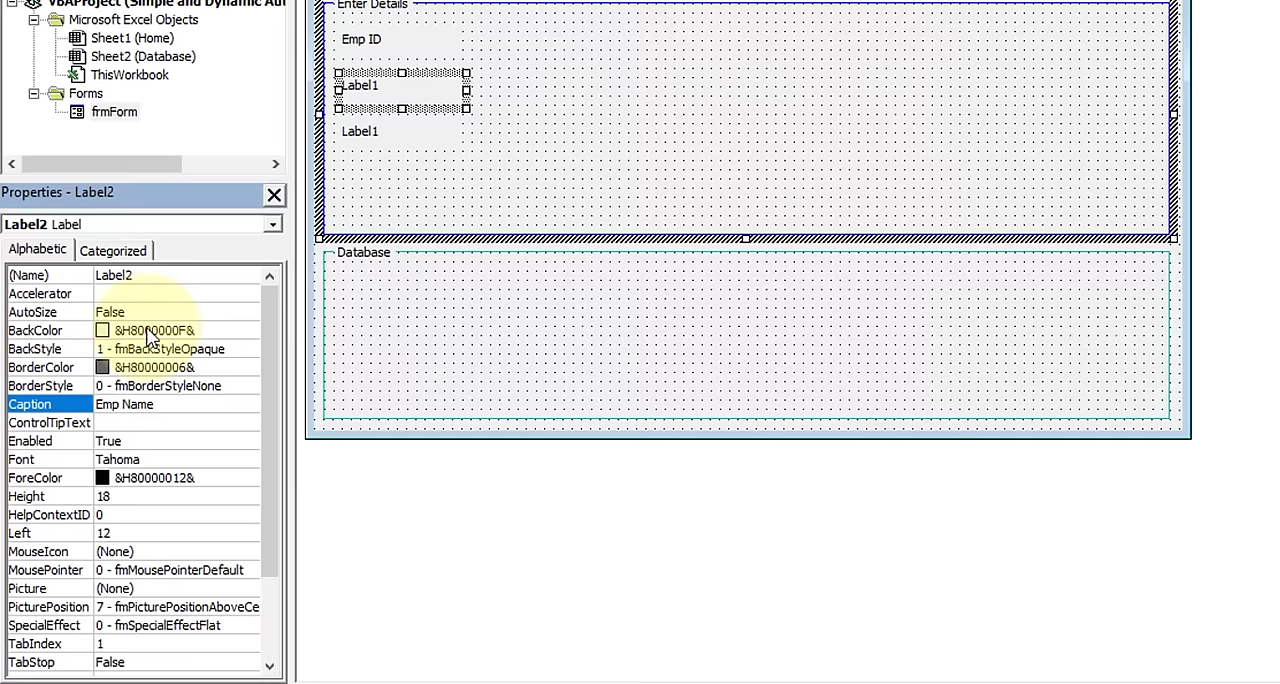 VBAProject (Simple and Dynamic Aut
Microsoft Excel Objects
Sheet1 (Home)
Sheet2 (Database)
ThisWorkbook
Forms
frmForm
Properties - Label2
Label2 Label
Alphabetic Categorized
(Name) Label2
Accelerator
AutoSize False
BackColor &H8000000F&
BackStyle 1 - fmBackStyleOpaque
BorderColor &H80000006&
BorderStyle 0 - fmBorderStyleNone
Caption Emp Name
ControlTipText
Enabled True
Font Tahoma
ForeColor &H80000012&
Height 18
HelpContextID 0
Left 12
MouseIcon (None)
MousePointer 0 - fmMousePointerDefault
Picture (None)
PicturePosition 7 - fmPicturePositionAboveCe
SpecialEffect 0 - fmSpecialEffectFlat
TabIndex 1
TabStop False
Enter Details
Emp ID
Label1
Label1
Database